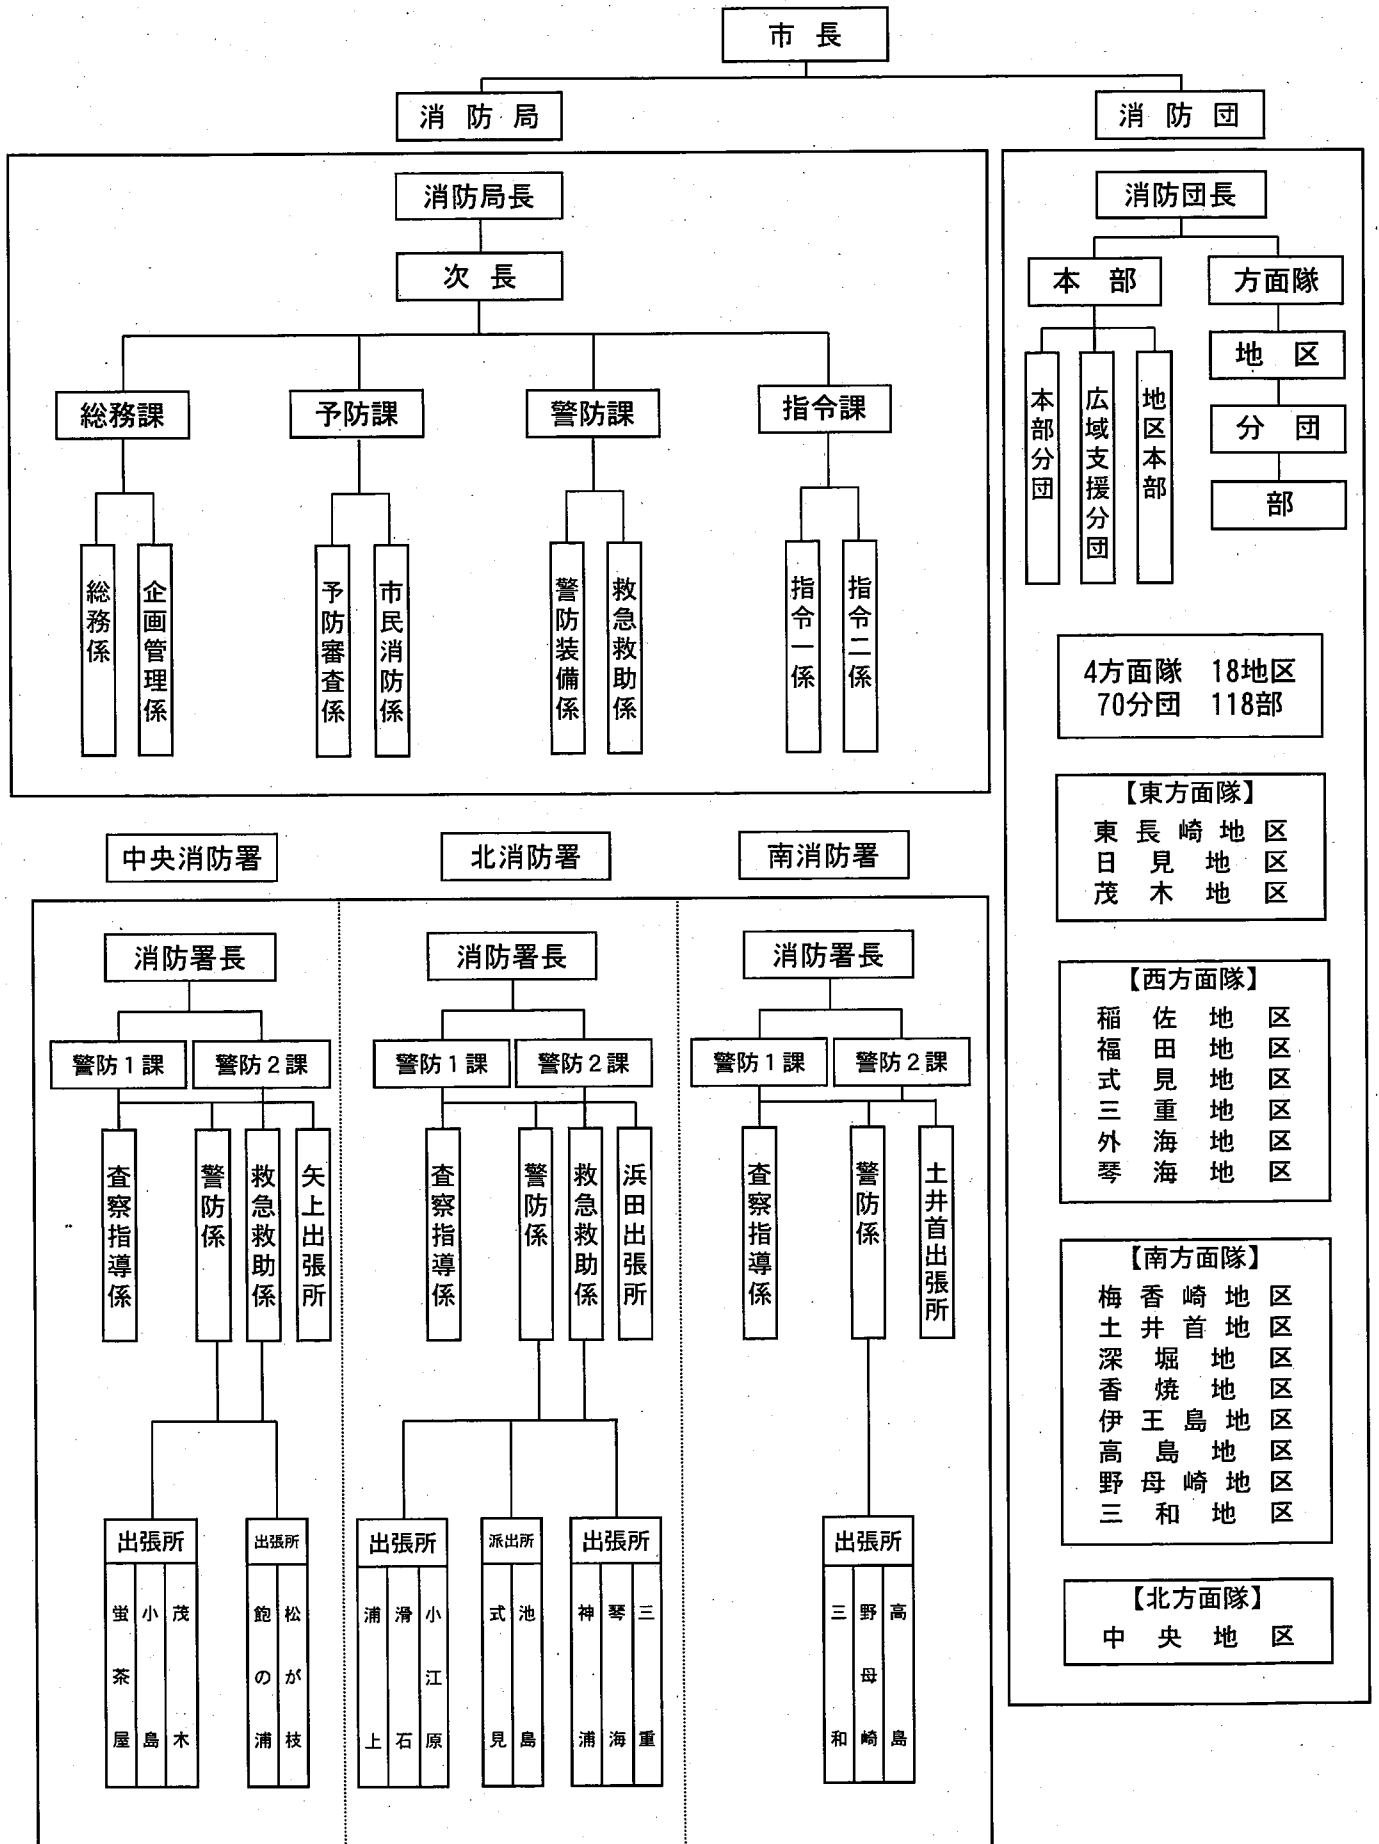 市長
消防局
消防団
消防局長
次長
総務課
予防課
警防課
指令課
総務係
企画管理係
予防審査係
市民消防係
警防装備係
救急救助係
指令一係
指令二係
消防団長
本部
方面隊
本部分団
広域支援分団
地区本部
地区
分団
部
4方面隊 18地区
70分団 118部
【東方面隊】
東長崎地区
日見地区
茂木地区
【西方面隊】
稲佐地区
福田地区
式見地区
三重地区
外海地区
琴海地区
【南方面隊】
梅香崎地区
土井首地区
深堀地区
香焼地区
伊王島地区
高島地区
野母崎地区
三和地区
【北方面隊】
中央地区
中央消防署
北消防署
南消防署
消防署長
警防1課
警防2課
査察指導係
警防係
救急救助係
矢上出張所
出張所
蛍茶屋
小島
茂木
出張所
飽の浦
松が枝
消防署長
警防1課
警防2課
査察指導係
警防係
救急救助係
浜田出張所
出張所
浦上
滑石
小江原
派出所
式見
池島
出張所
神浦
琴海
三重
消防署長
警防1課
警防2課
査察指導係
警防係
土井首出張所
出張所
三和
野母崎
高島